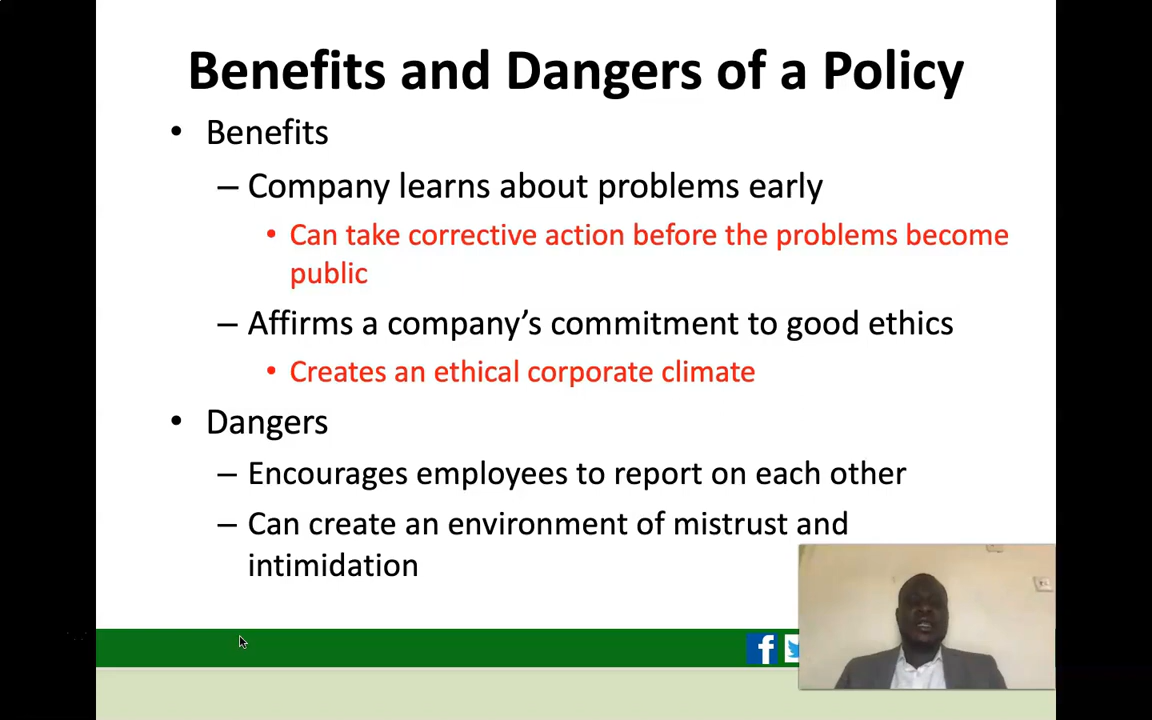 Benefits and Dangers of a Policy
• Benefits
– Company learns about problems early
• Can take corrective action before the problems become
public
– Affirms a company’s commitment to good ethics
• Creates an ethical corporate climate
• Dangers
– Encourages employees to report on each other
– Can create an environment of mistrust and
intimidation